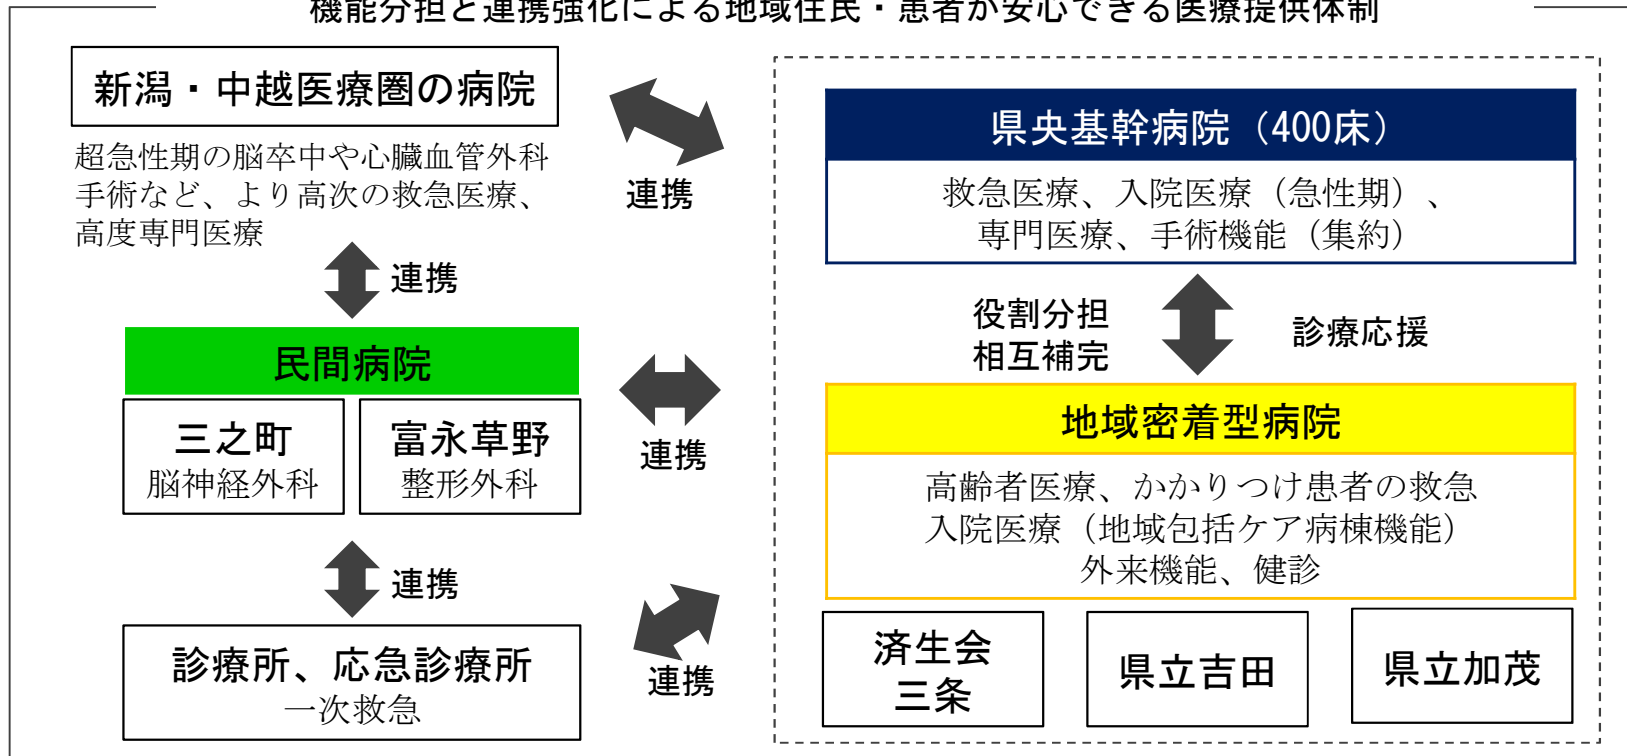 機能分担と連携強化による地域住民・患者が安心できる医療提供体制
新潟・中越医療圏の病院
超急性期の脳卒中や心臓血管外科
手術など、より高次の救急医療、
高度専門医療
連携
民間病院
三之町
脳神経外科
富永草野
整形外科
連携
診療所、応急診療所
一次救急
連携
連携
連携
県央基幹病院（400床）
救急医療、入院医療（急性期）、
専門医療、手術機能（集約）
役割分担
相互補完
診療応援
地域密着型病院
高齢者医療、かかりつけ患者の救急
入院医療（地域包括ケア病棟機能）
外来機能、健診
済生会
三条
県立吉田
県立加茂